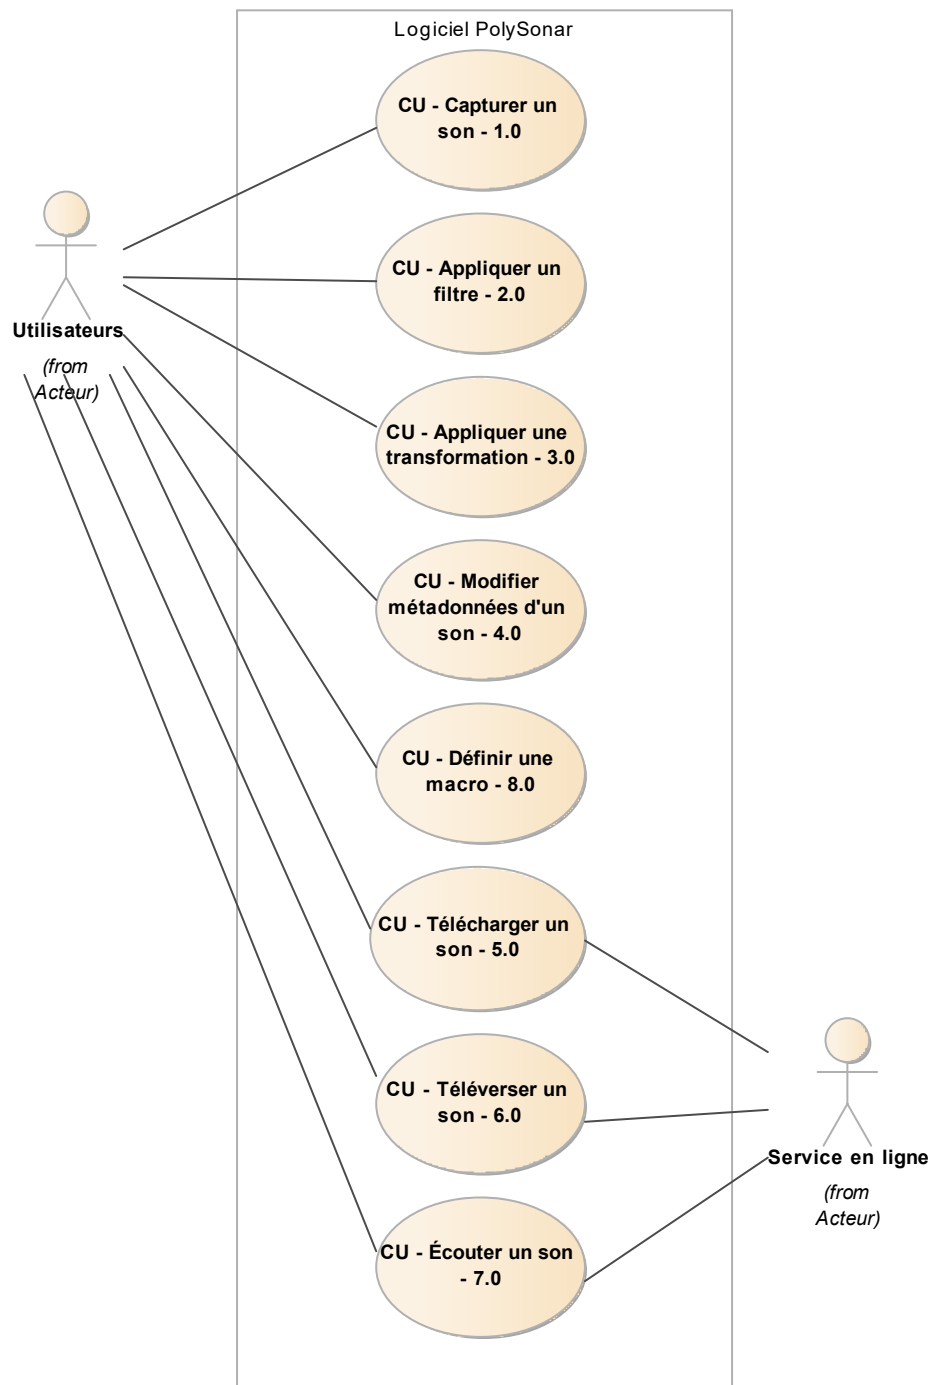 Logiciel PolySonar
CU - Capturer un
son - 1.0
CU - Appliquer un
filtre - 2.0
Utilisateurs
(from
Acteur)
CU - Appliquer une
transformation - 3.0
CU - Modifier
métadonnées d'un
son - 4.0
CU - Définir une
macro - 8.0
CU - Télécharger un
son - 5.0
CU - Téléverser un
son - 6.0
Service en ligne
(from
Acteur)
CU - Écouter un son
- 7.0